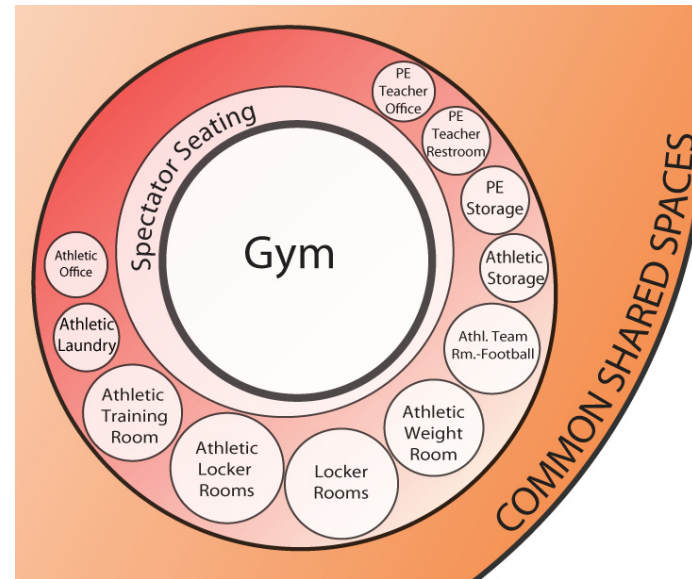 PE
Teacher
Office
PE
Teacher
Restroom
PE
Storage
Athletic
Storage
Athl. Team
Rm.-Football
Athletic
Weight
Room
Locker
Rooms
Athletic
Locker
Rooms
Athletic
Training
Room
Athletic
Laundry
Athletic
Office
Spectator Seating
Gym
COMMON SHARED SPACES